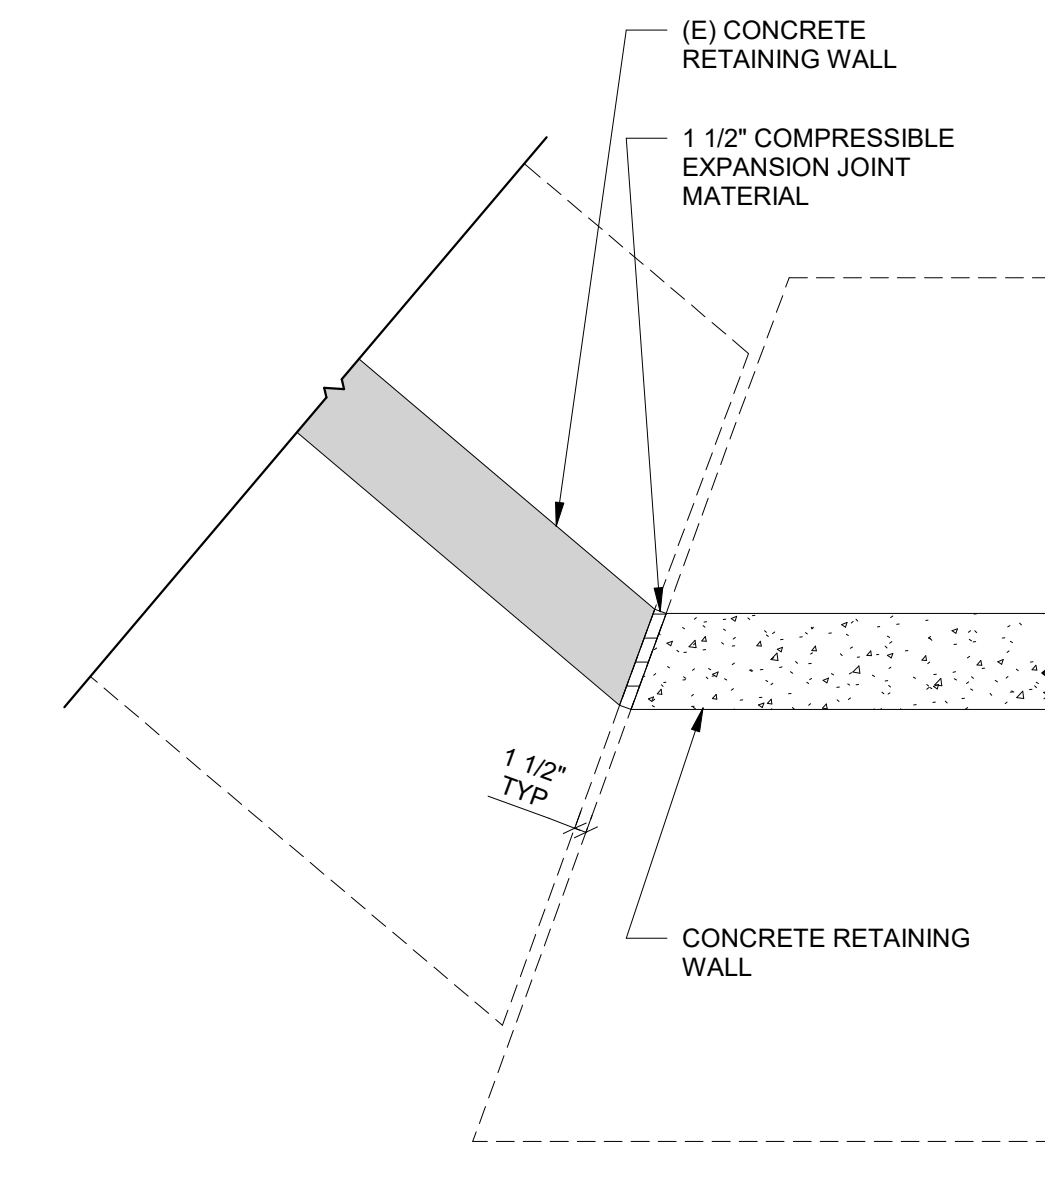 (E) CONCRETE
RETAINING WALL
1 1/2" COMPRESSIBLE
EXPANSION JOINT
MATERIAL
1 1/2"
TYP
CONCRETE RETAINING
WALL